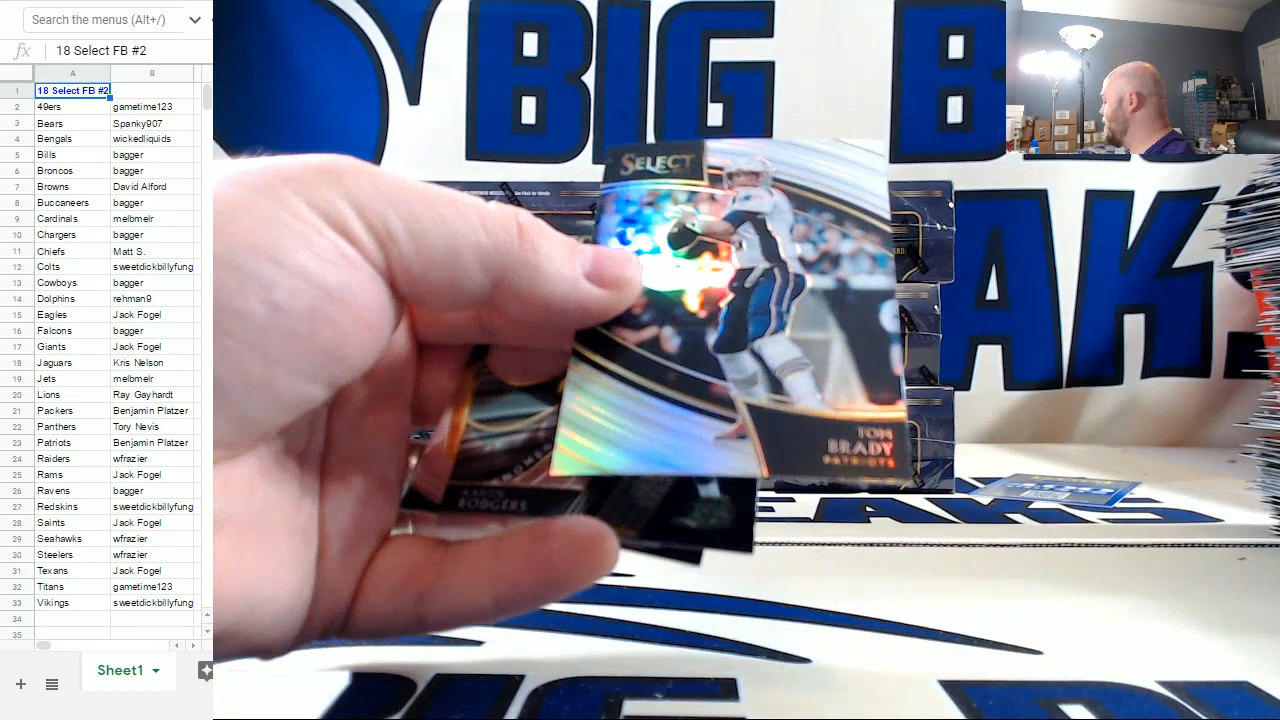 Search the menus (Alt+/)
fx 18 Select FB #2
A B
1 18 Select FB #2
2 49ers gametime123
3 Bears Spanky907
4 Bengals wickedliquids
5 Bills bagger
6 Broncos bagger
7 Browns David Alford
8 Buccaneers bagger
9 Cardinals melbmelr
10 Chargers bagger
11 Chiefs Matt S.
12 Colts sweetdickbillyfung
13 Cowboys bagger
14 Dolphins rehman9
15 Eagles Jack Fogel
16 Falcons bagger
17 Giants Jack Fogel
18 Jaguars Kris Nelson
19 Jets melbmelr
20 Lions Ray Gayhardt
21 Packers Benjamin Platzer
22 Panthers Tory Nevis
23 Patriots Benjamin Platzer
24 Raiders wfrazier
25 Rams Jack Fogel
26 Ravens bagger
27 sweetdickbillyfung
28 Saints Jack Fogel
29 Seahawks wfrazier
30 Steelers wfrazier
31 Texans Jack Fogel
32 Titans gametime123
33 Vikings sweetdickbillyfung
34
35
Sheet1
BIG B
EAKS
SELECT
TOM
BRADY
PATRIOTS
AARON
RODGERS
EAKS
BIG B